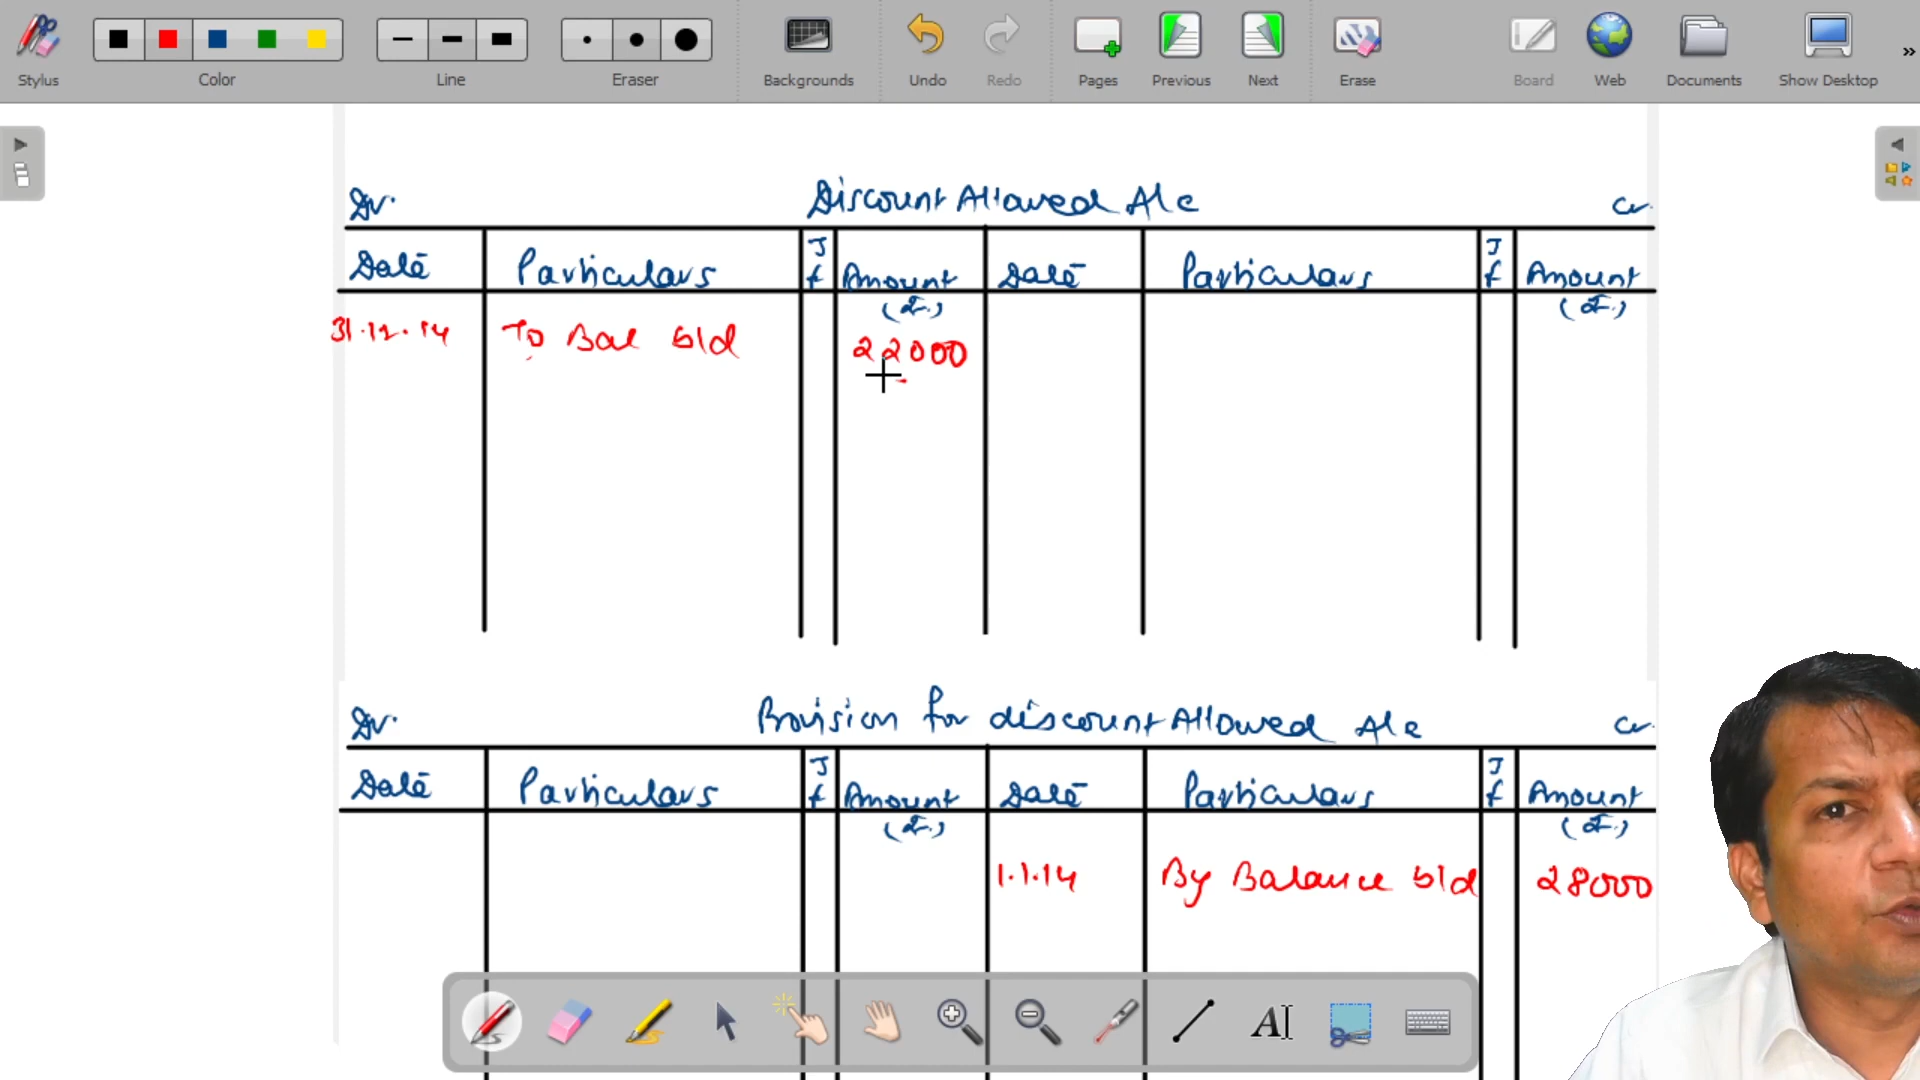 Stylus Color Line Eraser Backgrounds Undo Redo Pages Previous Next Erase Board Web Documents Show Desktop »
Dr. Discount Allowed A/c Cr.
Date Particulars J f Amount Date Particulars J f Amount
31.12.14 To Bal b/d 22000
Dr. Provision for discount Allowed A/c Cr.
Date Particulars J f Amount Date Particulars J f Amount
1.1.14 By Balance b/d 28000
AI